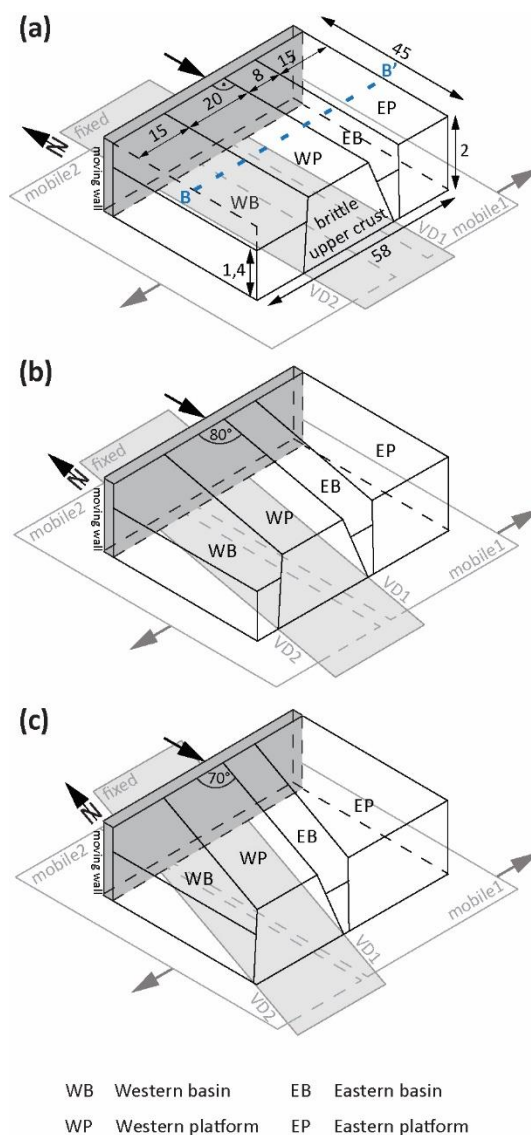 (a)
45
15
8
20
15
B'
EP
fixed
2
N
EB
mobile2
moving wall
WP
B
WB
brittle
upper crust
VD1
mobile1
58
1,4
VD2
(b)
80°
fixed
EP
N
EB
mobile2
moving wall
WP
WB
mobile1
VD1
VD2
(c)
70°
fixed
EP
N
mobile2
EB
moving wall
WP
WB
mobile1
VD1
VD2
WB Western basin EB Eastern basin
WP Western platform EP Eastern platform